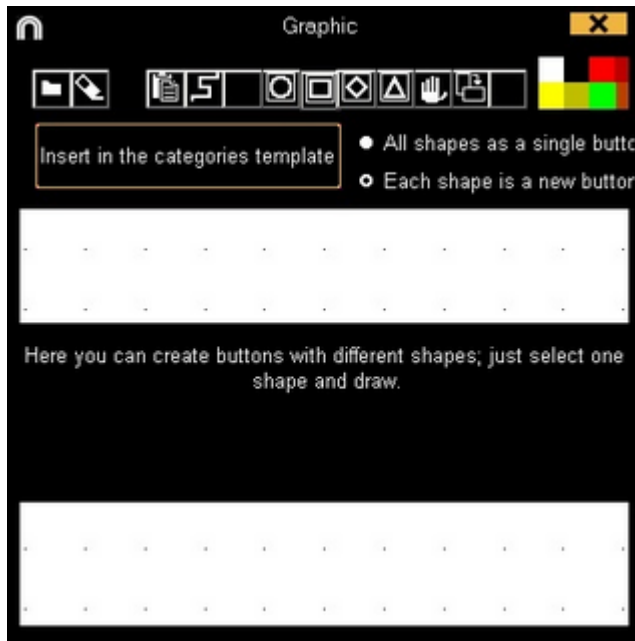 Graphic
Insert in the categories template
All shapes as a single butto
Each shape is a new button
Here you can create buttons with different shapes; just select one
shape and draw.